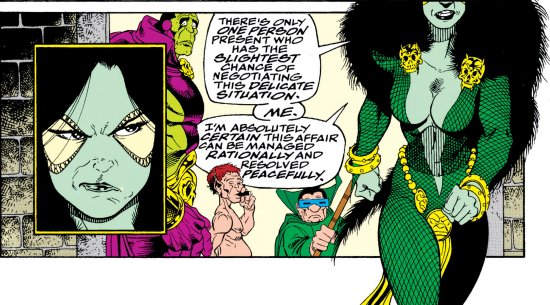 THERE'S ONLY
ONE PERSON
PRESENT WHO
HAS THE
SLIGHTEST
CHANCE OF
NEGOTIATING
THIS DELICATE
SITUATION.
ME.
I'M ABSOLUTELY
CERTAIN THIS AFFAIR
CAN BE MANAGED
RATIONALLY AND
RESOLVED
PEACEFULLY.